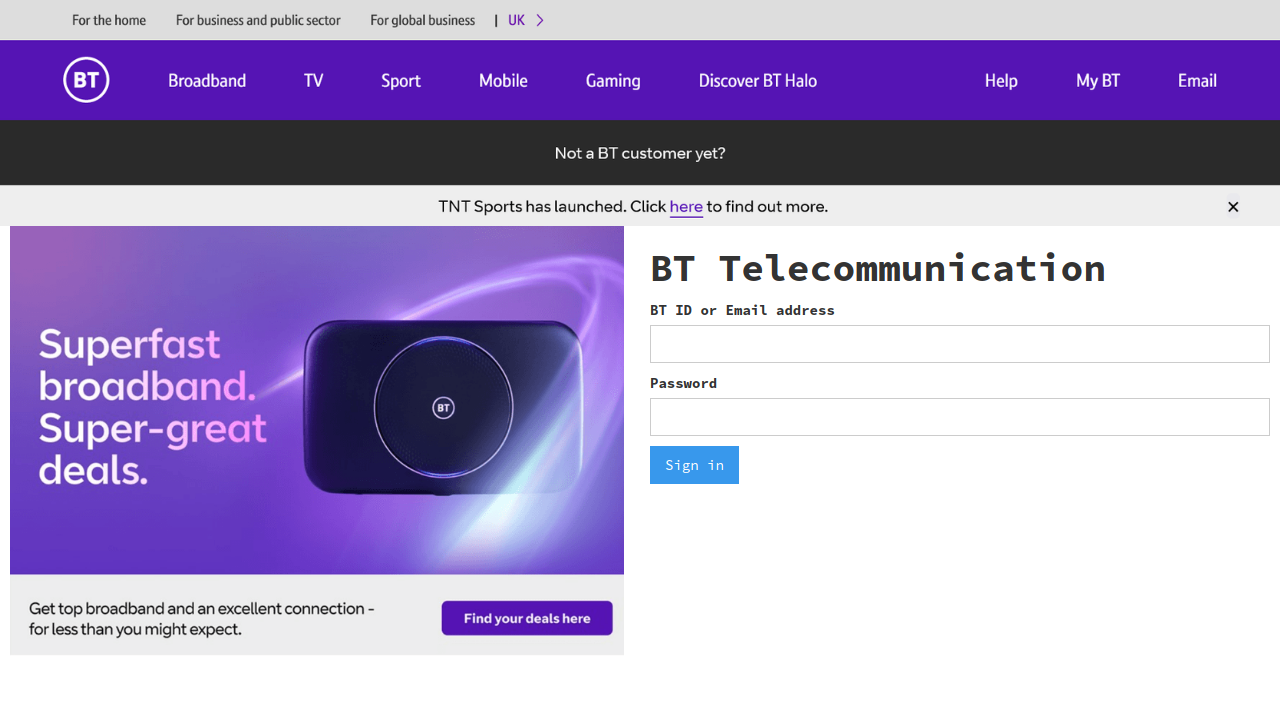 For the home For business and public sector For global business | UK
BT Broadband TV Sport Mobile Gaming Discover BT Halo Help My BT Email
Not a BT customer yet?
TNT Sports has launched. Click here to find out more.
Superfast
broadband.
Super-great
deals.
BT
Get top broadband and an excellent connection -
for less than you might expect.
Find your deals here
BT Telecommunication
BT ID or Email address
Password
Sign in